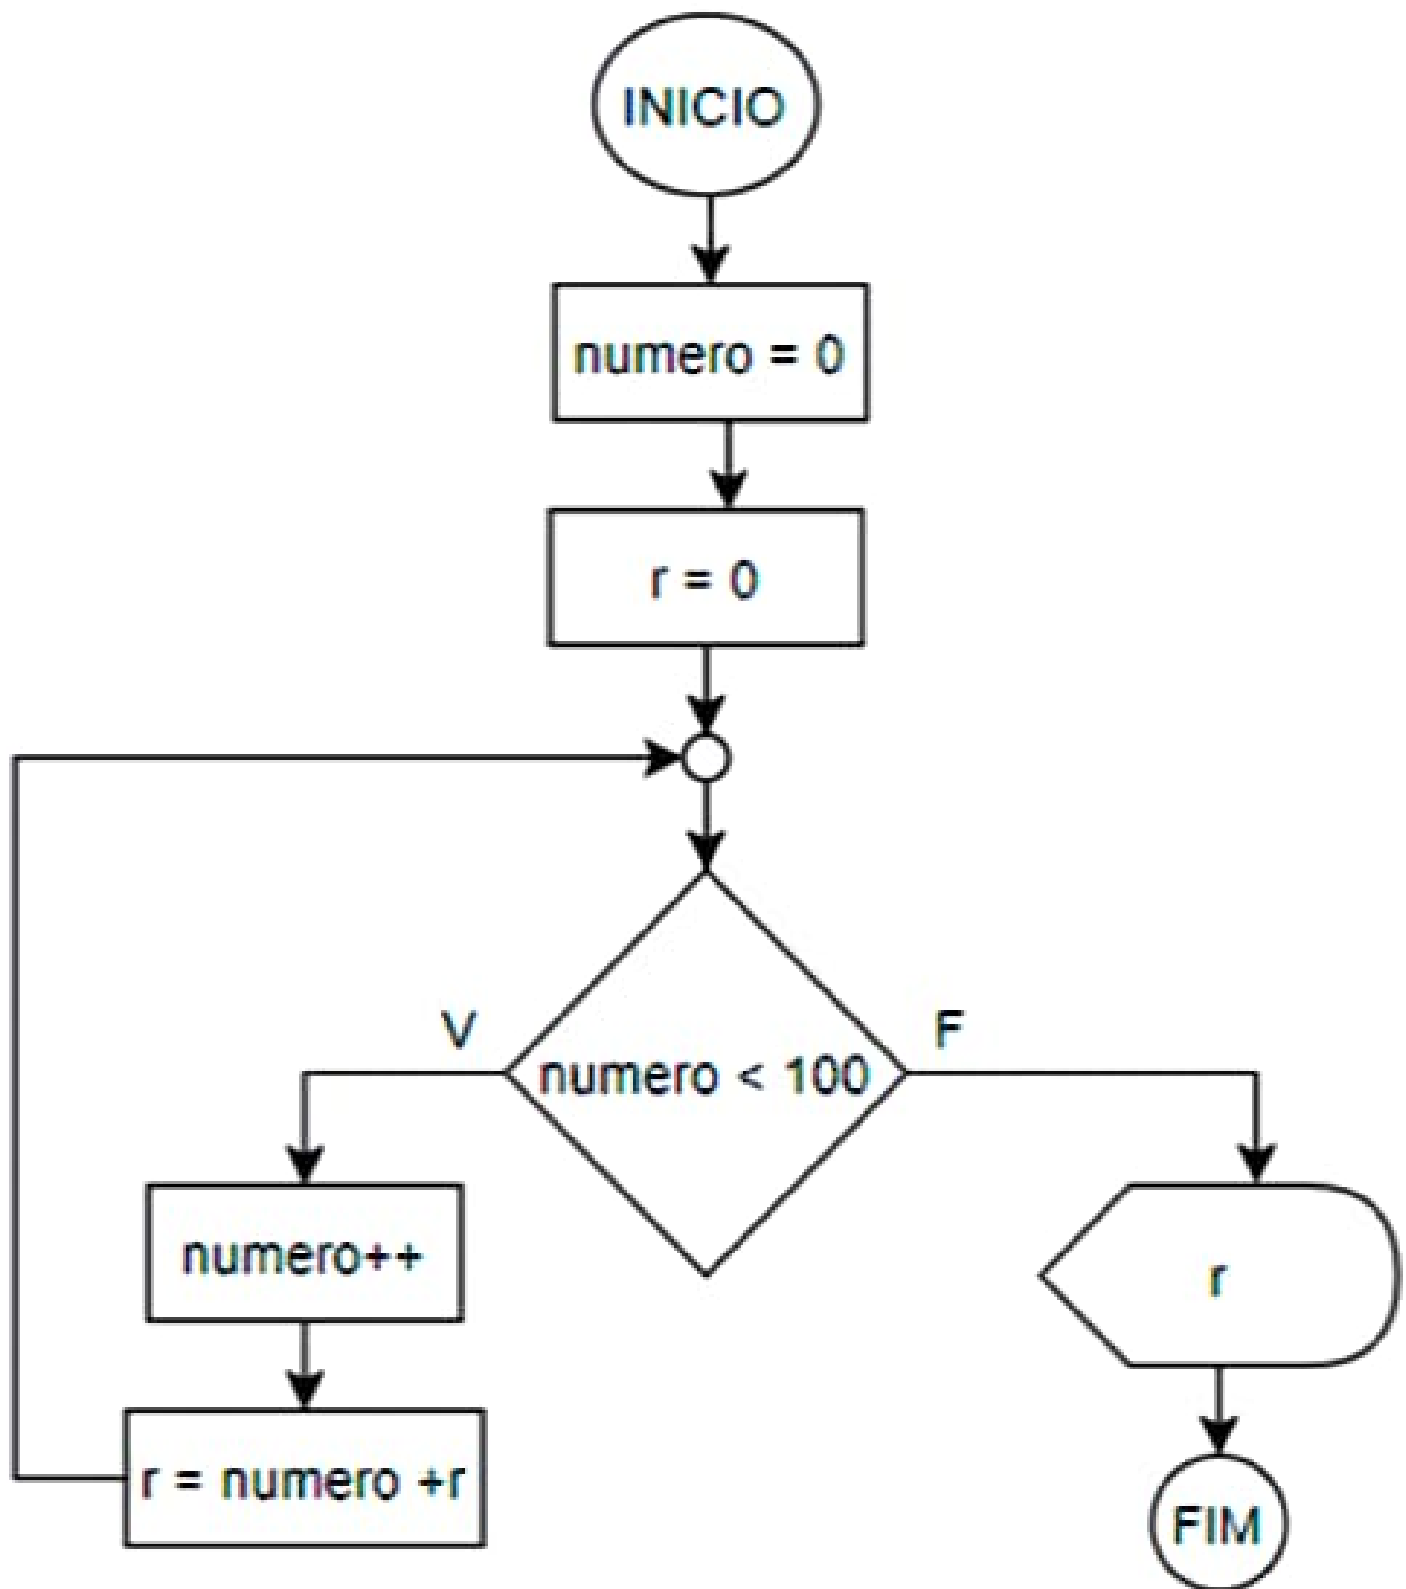 INICIO
numero = 0
r = 0
numero < 100
V
F
numero++
r = numero +r
r
FIM